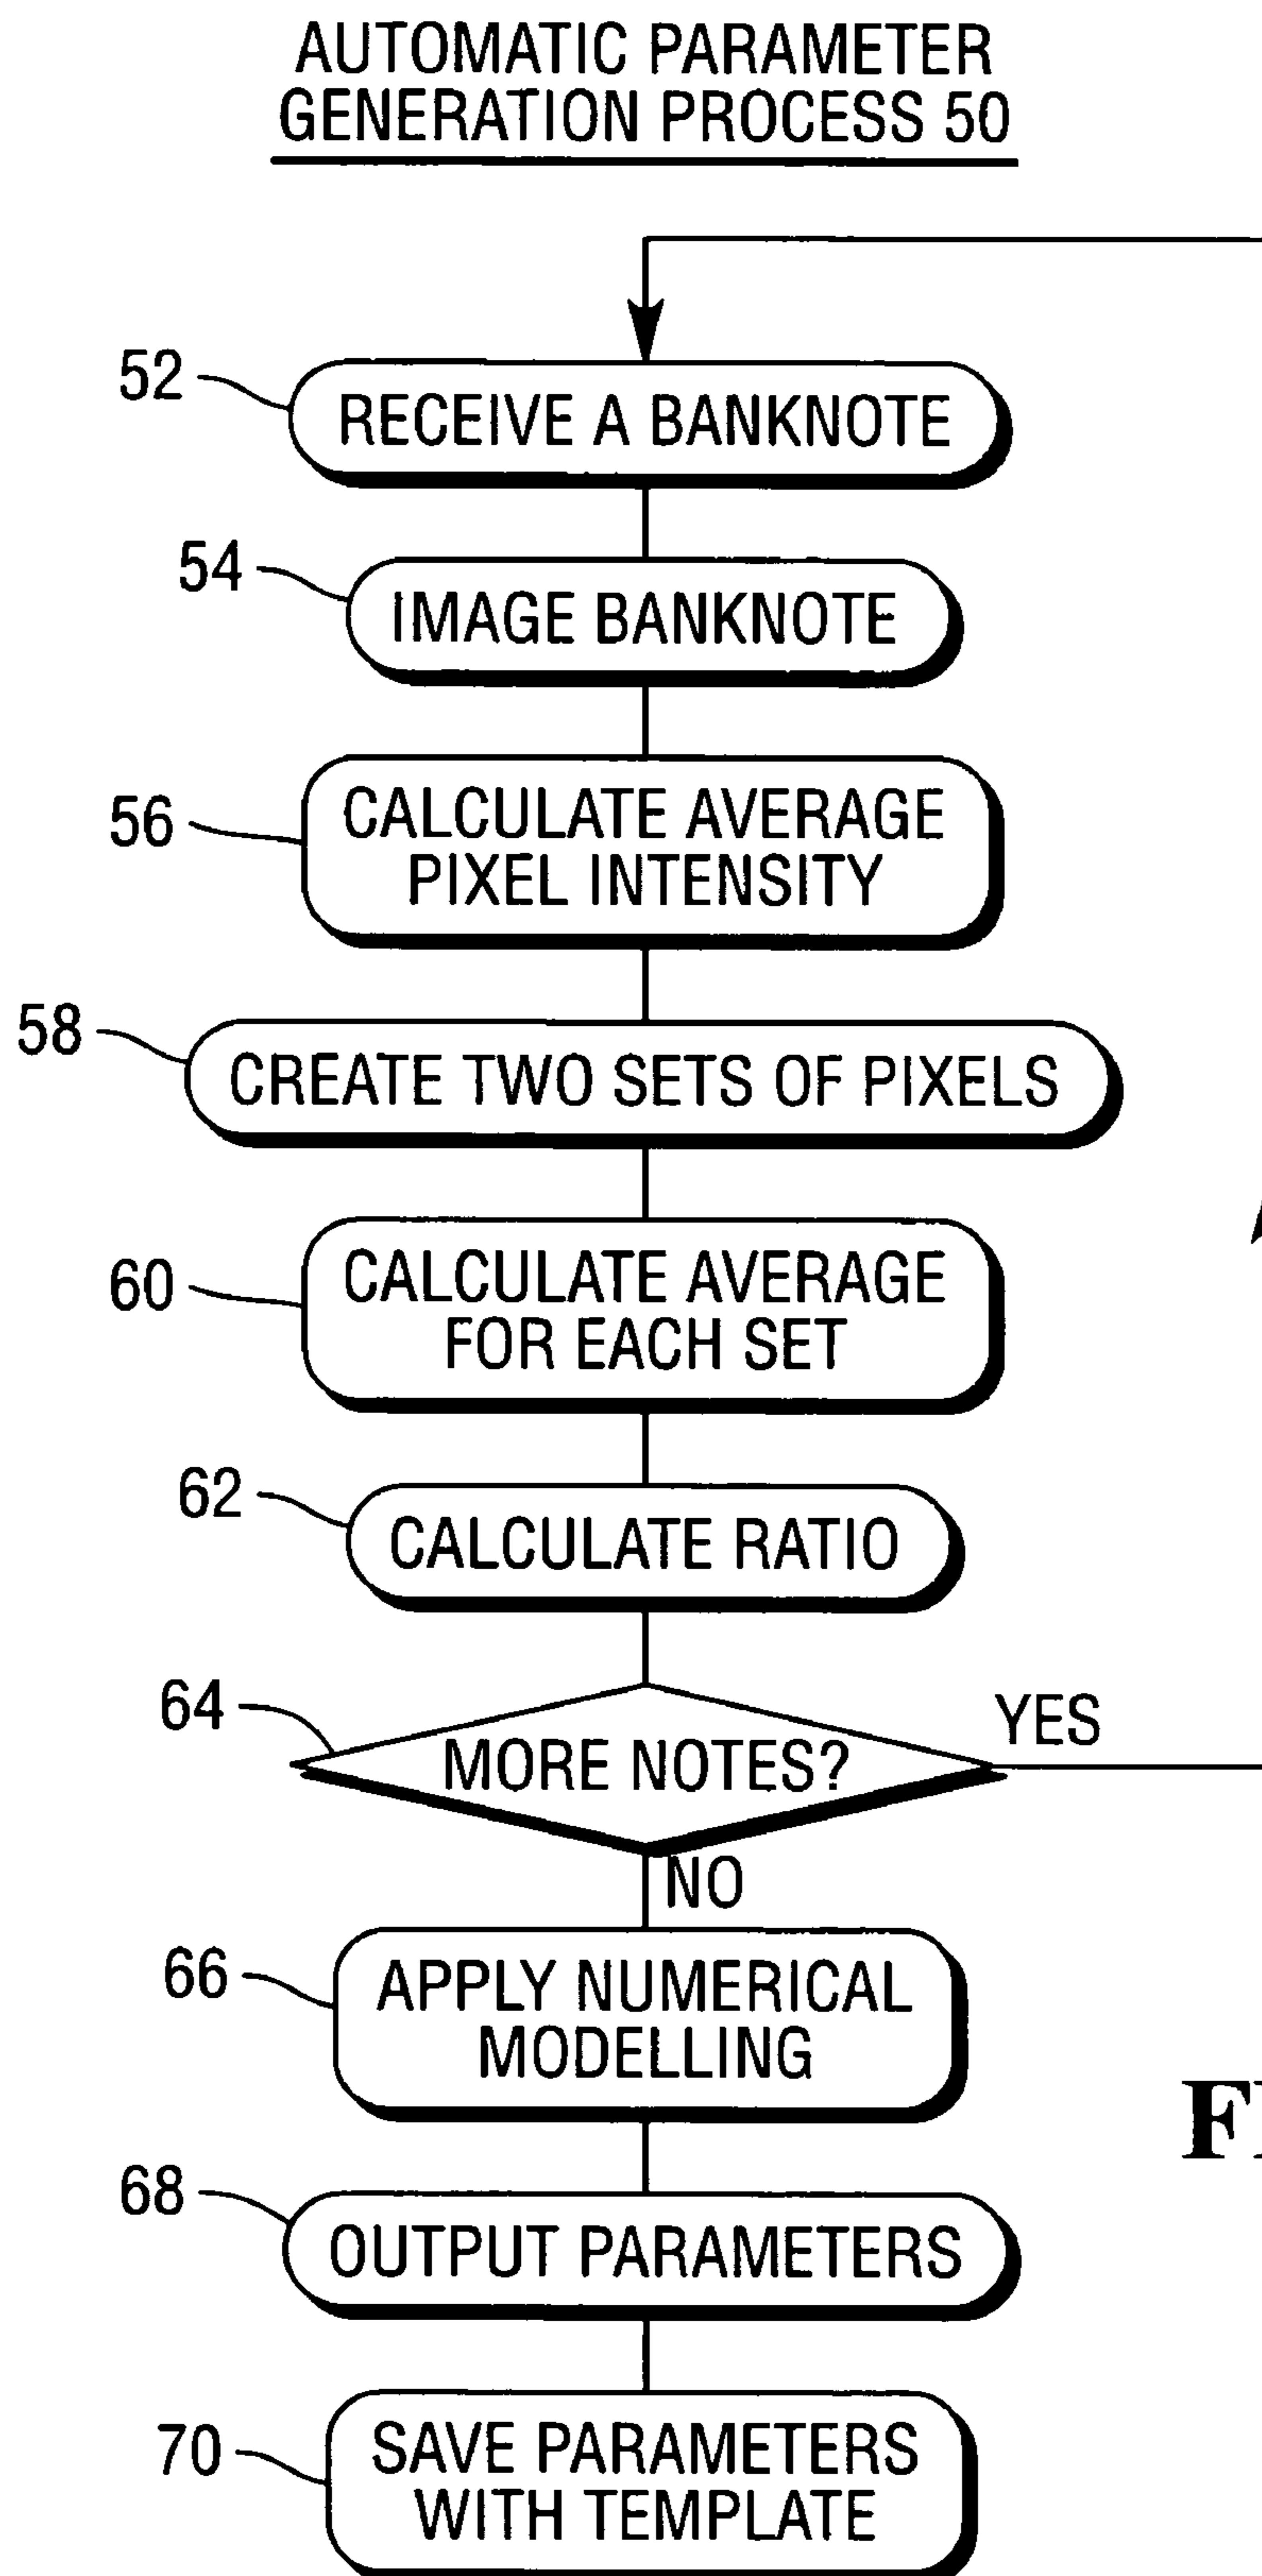 AUTOMATIC PARAMETER
GENERATION PROCESS 50
52
RECEIVE A BANKNOTE
54
IMAGE BANKNOTE
56
CALCULATE AVERAGE
PIXEL INTENSITY
58
CREATE TWO SETS OF PIXELS
60
CALCULATE AVERAGE
FOR EACH SET
62
CALCULATE RATIO
64
MORE NOTES?
YES
NO
66
APPLY NUMERICAL
MODELLING
68
OUTPUT PARAMETERS
70
SAVE PARAMETERS
WITH TEMPLATE